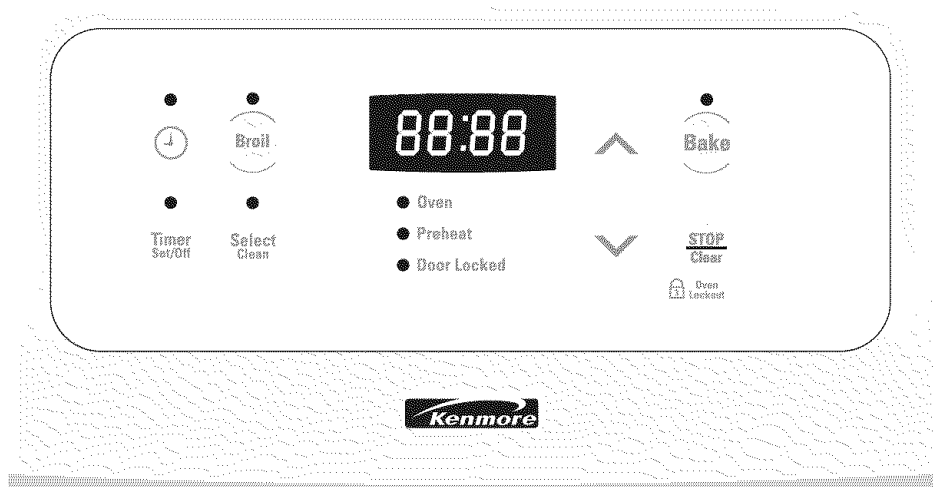 Broil
88:88
Bake
Oven
Preheat
Door Locked
Timer
Set/Off
Select
Clean
STOP
Clear
Oven
Lockout
Kenmore